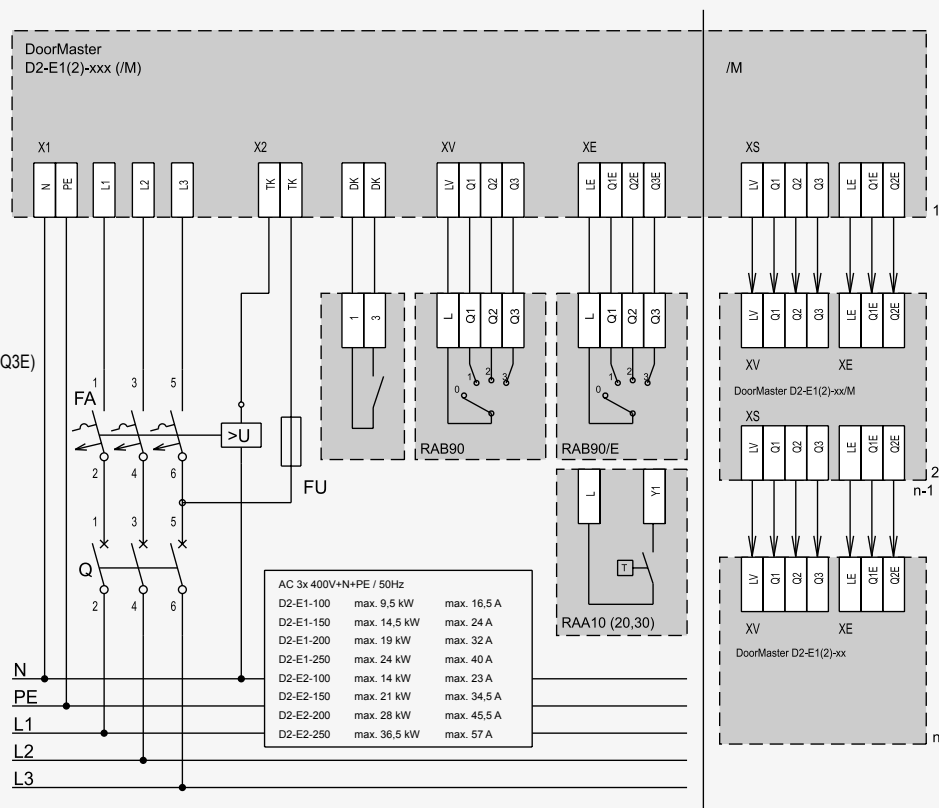 DoorMaster
D2-E1(2)-xxx (/M)
/M
X1
X2
XV
XE
XS
N PE L1 L2 L3
TK TK
DK DK
LV Q1 Q2 Q3
LE Q1E Q2E Q3E
LV Q1 Q2 Q3
LE Q1E Q2E
1
1 3
L Q1 Q2 Q3
0 1 2 3
RAB90
L Q1 Q2 Q3
0 1 2 3
RAB90/E
L Y1
T
RAA10 (20,30)
LV Q1 Q2 Q3
LE Q1E Q2E
XV XE
DoorMaster D2-E1(2)-xx/M
XS
LV Q1 Q2 Q3
LE Q1E Q2E
2
n-1
LV Q1 Q2 Q3
LE Q1E Q2E
XV XE
DoorMaster D2-E1(2)-xx
n
Q3E)
1 3 5
FA
>U
2 4 6
FU
1 3 5
Q
2 4 6
AC 3x 400V+N+PE / 50Hz
D2-E1-100 max. 9,5 kW max. 16,5 A
D2-E1-150 max. 14,5 kW max. 24 A
D2-E1-200 max. 19 kW max. 32 A
D2-E1-250 max. 24 kW max. 40 A
D2-E2-100 max. 14 kW max. 23 A
D2-E2-150 max. 21 kW max. 34,5 A
D2-E2-200 max. 28 kW max. 45,5 A
D2-E2-250 max. 36,5 kW max. 57 A
N
PE
L1
L2
L3